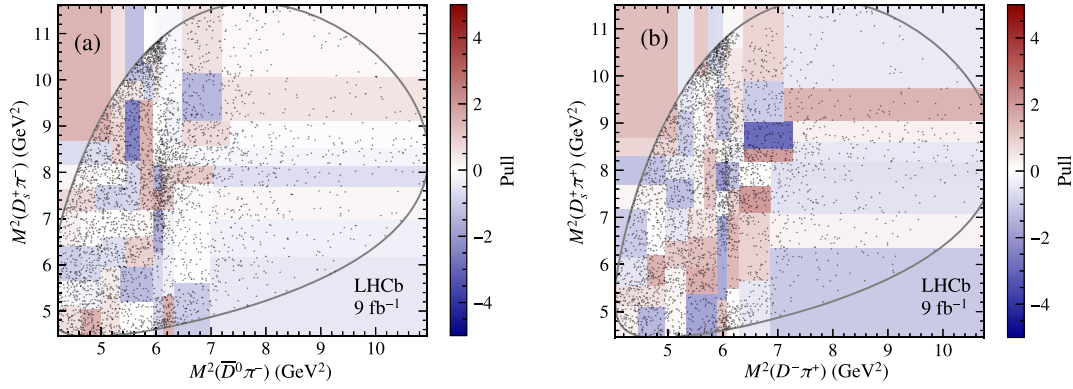 (a)
M²(D_s⁺π⁻) (GeV²)
11
10
9
8
7
6
5
5 6 7 8 9 10
M²(D̅⁰π⁻) (GeV²)
LHCb
9 fb⁻¹
4
2
0
−2
−4
Pull
(b)
M²(D_s⁺π⁺) (GeV²)
11
10
9
8
7
6
5
5 6 7 8 9 10
M²(D⁻π⁺) (GeV²)
LHCb
9 fb⁻¹
4
2
0
−2
−4
Pull